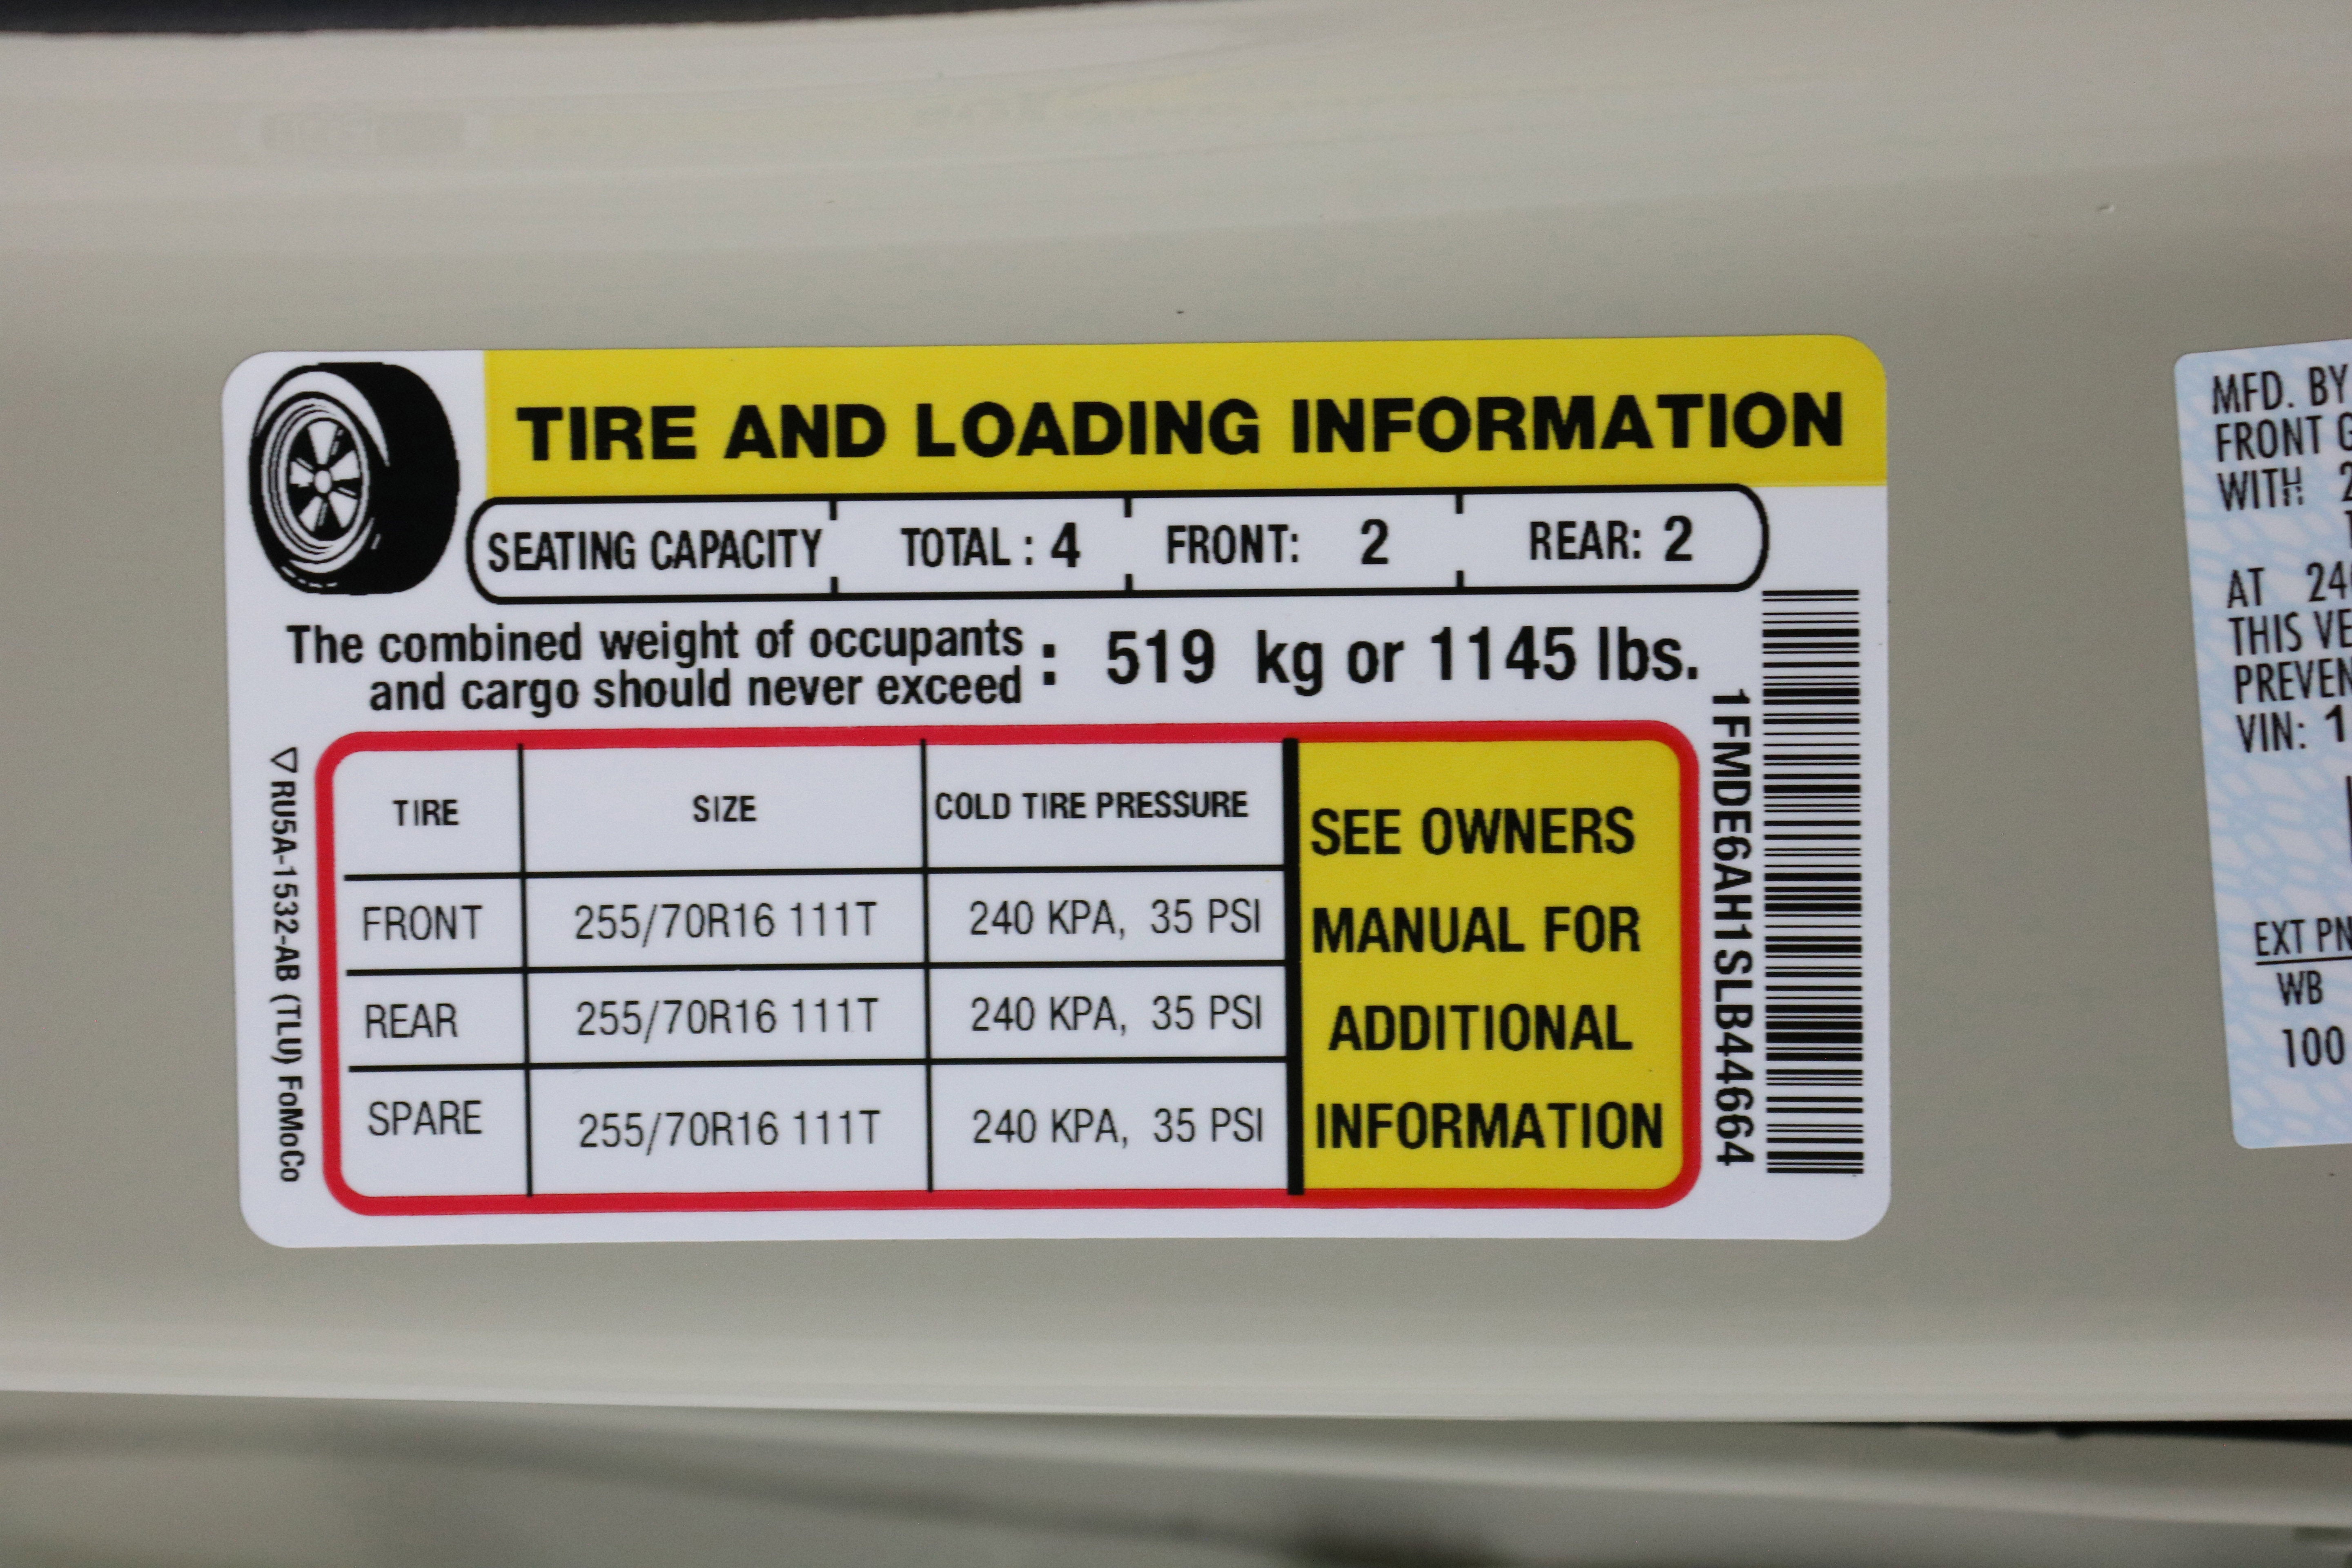 TIRE AND LOADING INFORMATION
SEATING CAPACITY TOTAL : 4 FRONT: 2 REAR: 2
The combined weight of occupants
and cargo should never exceed : 519 kg or 1145 lbs.
TIRE SIZE COLD TIRE PRESSURE
FRONT 255/70R16 111T 240 KPA, 35 PSI
REAR 255/70R16 111T 240 KPA, 35 PSI
SPARE 255/70R16 111T 240 KPA, 35 PSI
SEE OWNERS
MANUAL FOR
ADDITIONAL
INFORMATION
1FMDE6AH1SLB44664
▽RU5A-1532-AB (TLU) FoMoCo
MFD. BY
FRONT
WITH
AT
THIS
VIN: 1
EXT PN
WB
100